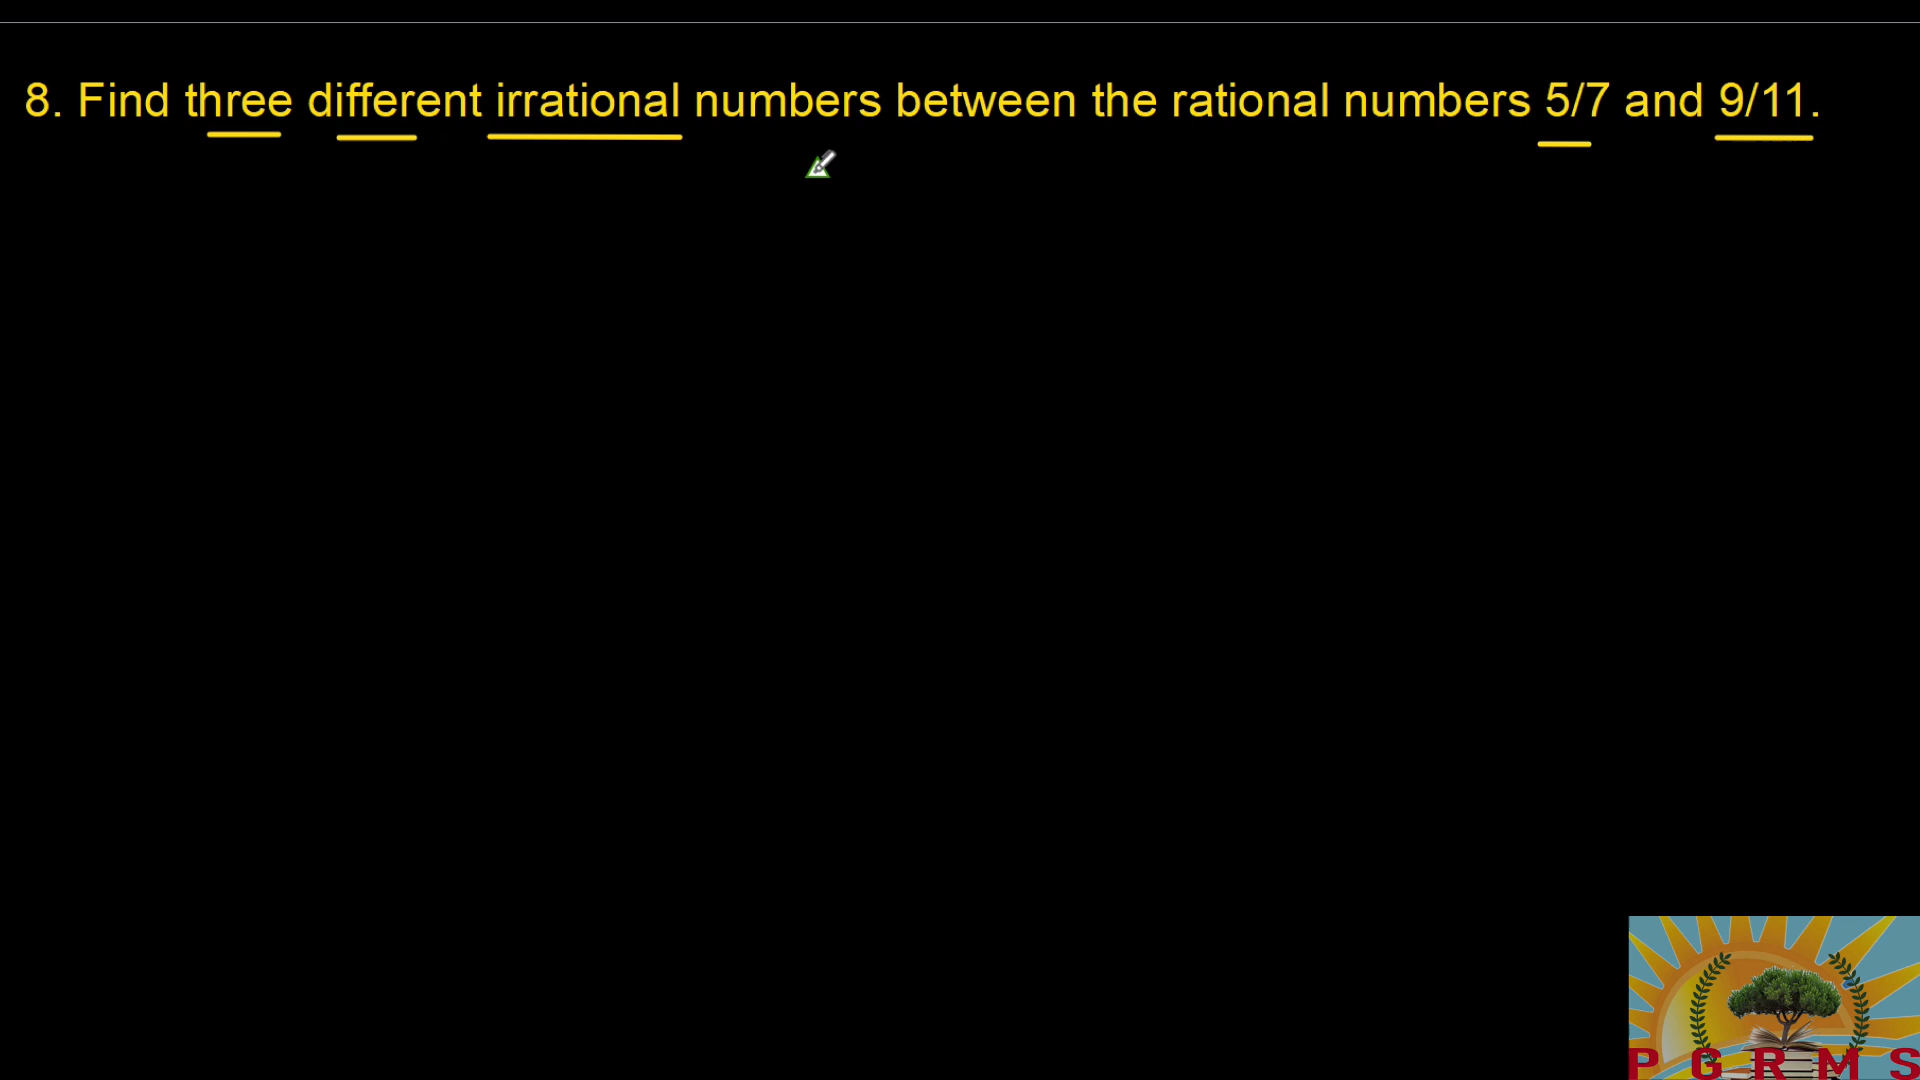 8. Find three different irrational numbers between the rational numbers 5/7 and 9/11.
P G R M S